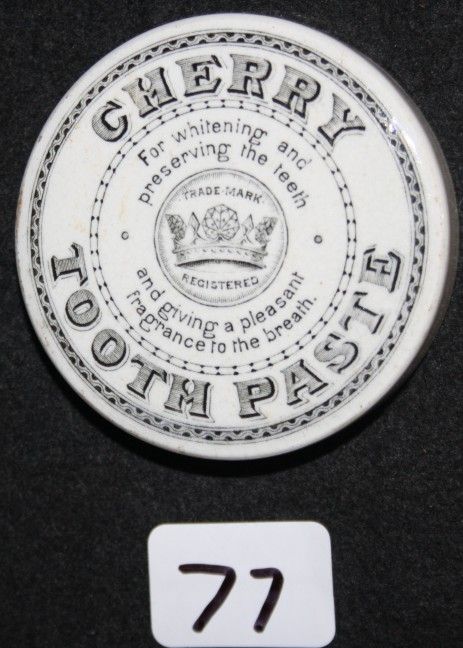 CHERRY
For whitening and
preserving the teeth
TRADE-MARK
REGISTERED
and giving a pleasant
fragrance to the breath.
TOOTH PASTE
77